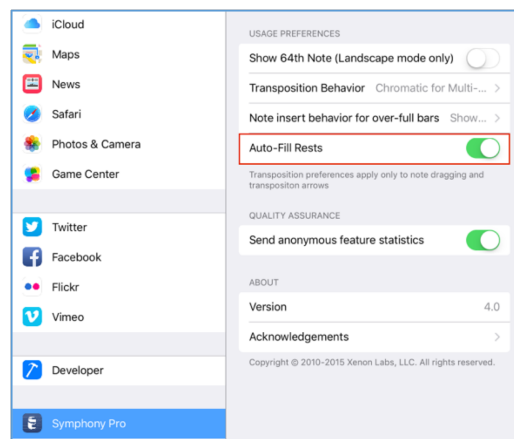 iCloud
Maps
News
Safari
Photos & Camera
Game Center
Twitter
Facebook
Flickr
Vimeo
Developer
Symphony Pro
USAGE PREFERENCES
Show 64th Note (Landscape mode only)
Transposition Behavior Chromatic for Multi-... >
Note insert behavior for over-full bars Show... >
Auto-Fill Rests
Transposition preferences apply only to note dragging and
transpositon arrows
QUALITY ASSURANCE
Send anonymous feature statistics
ABOUT
Version 4.0
Acknowledgements >
Copyright © 2010-2015 Xenon Labs, LLC. All rights reserved.